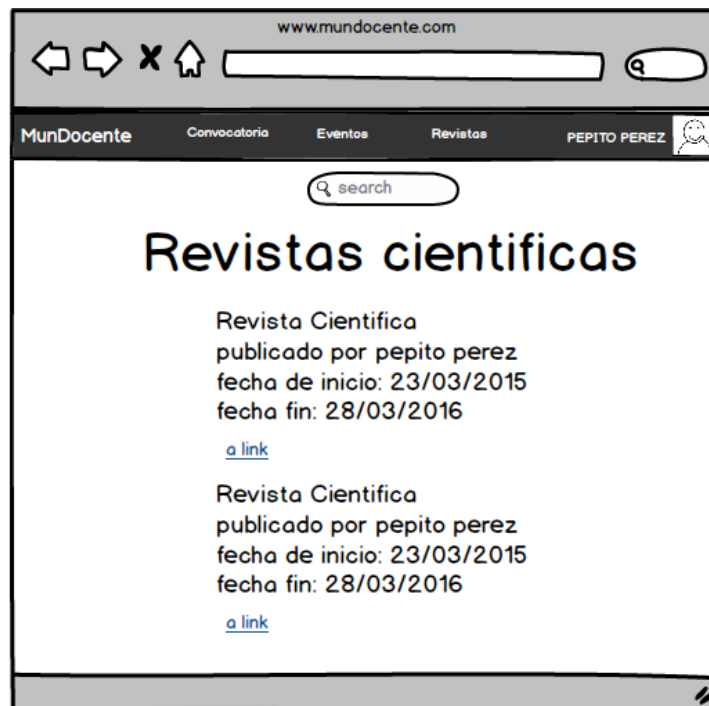 www.mundocente.com
MunDocente Convocatoria Eventos Revistas PEPITO PEREZ
search
Revistas cientificas
Revista Cientifica
publicado por pepito perez
fecha de inicio: 23/03/2015
fecha fin: 28/03/2016
a link
Revista Cientifica
publicado por pepito perez
fecha de inicio: 23/03/2015
fecha fin: 28/03/2016
a link